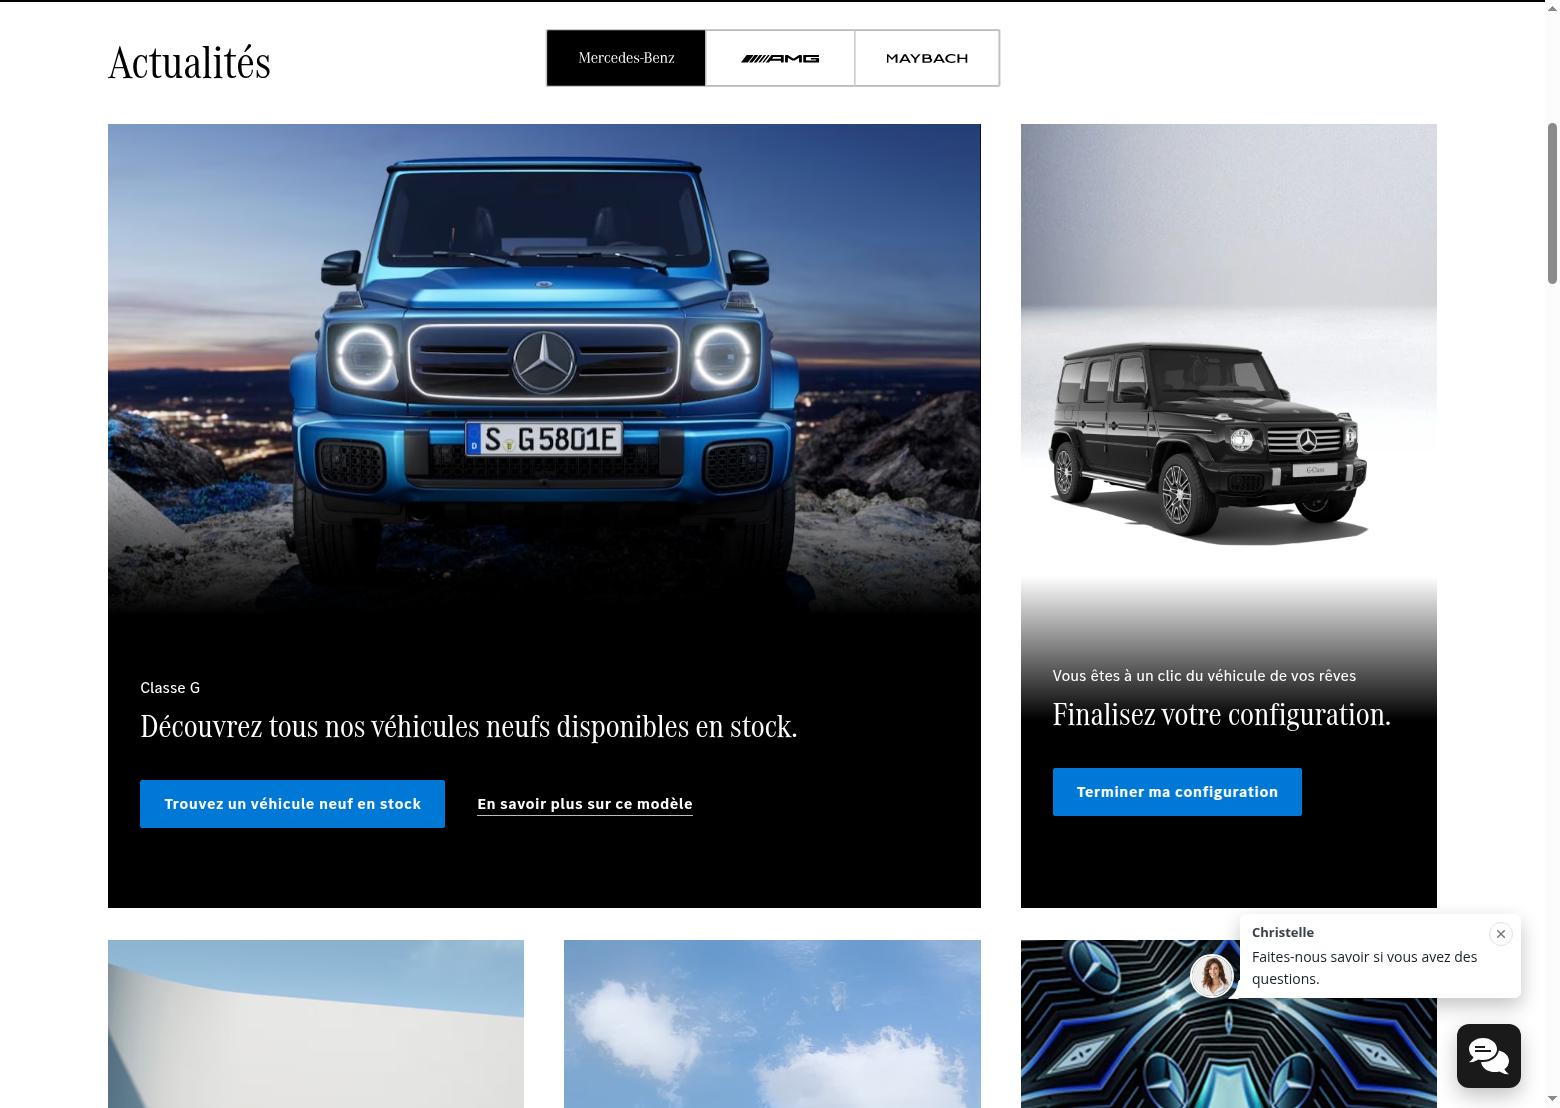 Actualités
Mercedes-Benz
AMG
MAYBACH
S G 5801E
D
G-Class
Classe G
Découvrez tous nos véhicules neufs disponibles en stock.
Trouvez un véhicule neuf en stock
En savoir plus sur ce modèle
Vous êtes à un clic du véhicule de vos rêves
Finalisez votre configuration.
Terminer ma configuration
Christelle
Faites-nous savoir si vous avez des
questions.